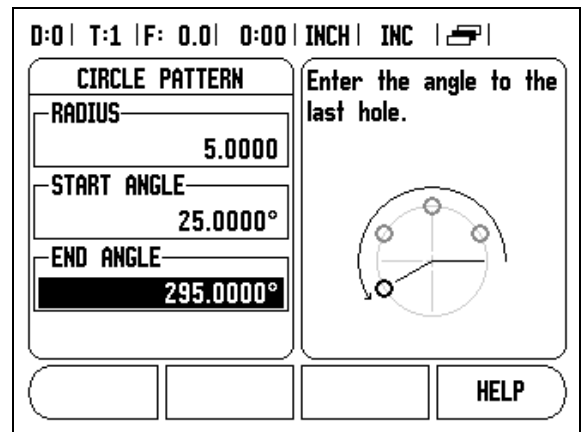 D:0 | T:1 | F: 0.0 | 0:00 | INCH | INC |
CIRCLE PATTERN
RADIUS
5.0000
START ANGLE
25.0000°
END ANGLE
295.0000°
Enter the angle to the
last hole.
HELP